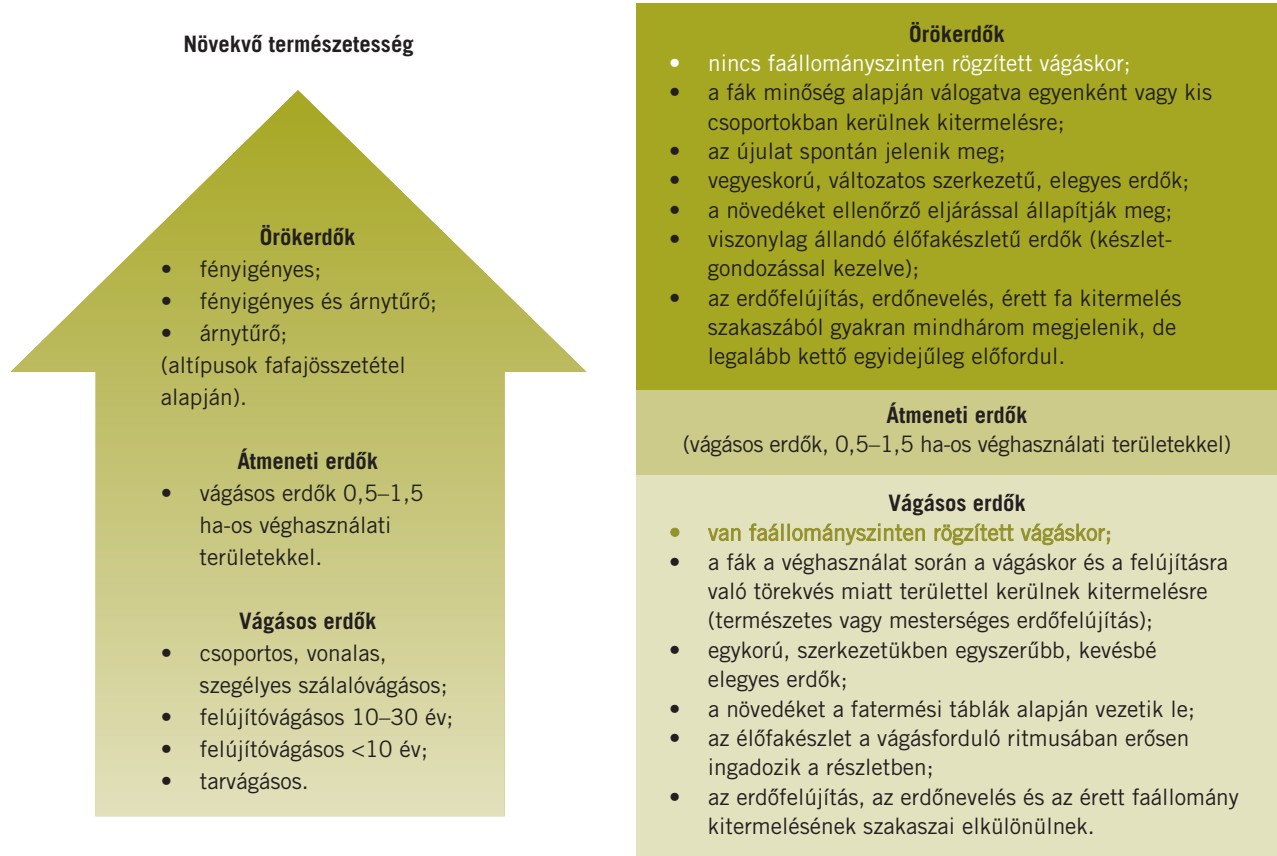 Növekvő természetesség
Örökerdők
• fényigényes;
• fényigényes és árnytűrő;
• árnytűrő;
(altípusok fafajösszetétel
alapján).
Átmeneti erdők
• vágásos erdők 0,5–1,5
ha-os véghasználati
területekkel.
Vágásos erdők
• csoportos, vonalas,
szegélyes szálalóvágásos;
• felújítóvágásos 10–30 év;
• felújítóvágásos <10 év;
• tarvágásos.
Örökerdők
• nincs faállományszinten rögzített vágáskor;
• a fák minőség alapján válogatva egyenként vagy kis
csoportokban kerülnek kitermelésre;
• az újulat spontán jelenik meg;
• vegyeskorú, változatos szerkezetű, elegyes erdők;
• a növedéket ellenőrző eljárással állapítják meg;
• viszonylag állandó élőfakészletű erdők (készlet-
gondozással kezelve);
• az erdőfelújítás, erdőnevelés, érett fa kitermelés
szakaszából gyakran mindhárom megjelenik, de
legalább kettő egyidejűleg előfordul.
Átmeneti erdők
(vágásos erdők, 0,5–1,5 ha-os véghasználati területekkel)
Vágásos erdők
• van faállományszinten rögzített vágáskor;
• a fák a véghasználat során a vágáskor és a felújításra
való törekvés miatt területtel kerülnek kitermelésre
(természetes vagy mesterséges erdőfelújítás);
• egykorú, szerkezetükben egyszerűbb, kevésbé
elegyes erdők;
• a növedéket a fatermési táblák alapján vezetik le;
• az élőfakészlet a vágásforduló ritmusában erősen
ingadozik a részletben;
• az erdőfelújítás, az erdőnevelés és az érett faállomány
kitermelésének szakaszai elkülönülnek.